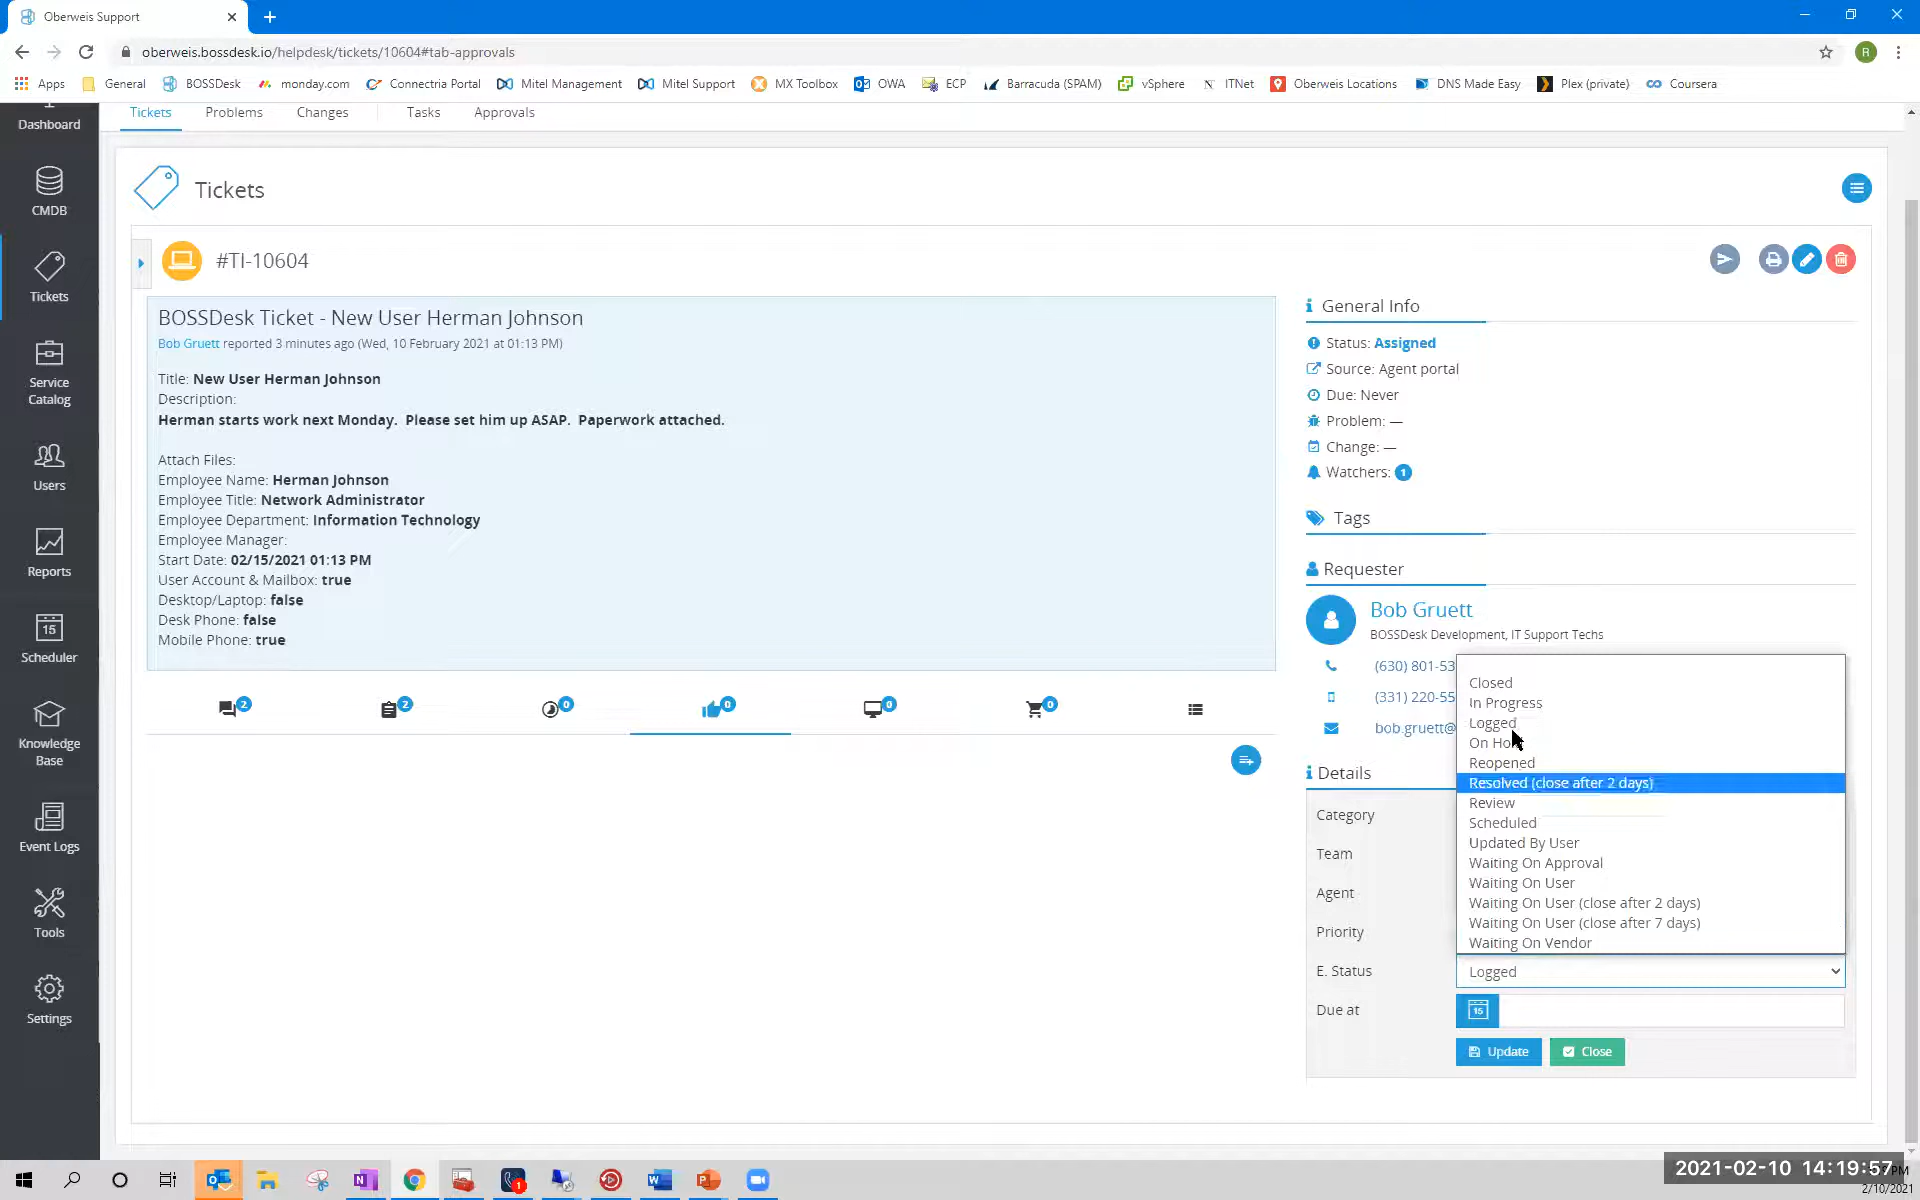 Oberweis Support
oberweis.bossdesk.io/helpdesk/tickets/10604#tab-approvals
R
Apps General BOSSDesk monday.com Connectria Portal Mitel Management Mitel Support MX Toolbox OWA ECP Barracuda (SPAM) vSphere ITNet Oberweis Locations DNS Made Easy Plex (private) Coursera
Dashboard
CMDB
Tickets
Service
Catalog
Users
Reports
15
Scheduler
Knowledge
Base
Event Logs
Tools
Settings
Tickets Problems Changes Tasks Approvals
Tickets
#TI-10604
BOSSDesk Ticket - New User Herman Johnson
Bob Gruett reported 3 minutes ago (Wed, 10 February 2021 at 01:13 PM)
Title: New User Herman Johnson
Description:
Herman starts work next Monday. Please set him up ASAP. Paperwork attached.
Attach Files:
Employee Name: Herman Johnson
Employee Title: Network Administrator
Employee Department: Information Technology
Employee Manager:
Start Date: 02/15/2021 01:13 PM
User Account & Mailbox: true
Desktop/Laptop: false
Desk Phone: false
Mobile Phone: true
2 2 0 0 0 0
General Info
Status: Assigned
Source: Agent portal
Due: Never
Problem: —
Change: —
Watchers: 1
Tags
Requester
Bob Gruett
BOSSDesk Development, IT Support Techs
(630) 801-53
(331) 220-55
bob.gruett@
Details
Category
Team
Agent
Priority
E. Status
Due at
Closed
In Progress
Logged
On
Reopened
Resolved (close after 2 days)
Review
Scheduled
Updated By User
Waiting On Approval
Waiting On User
Waiting On User (close after 2 days)
Waiting On User (close after 7 days)
Waiting On Vendor
Logged
15
Update Close
1
2021-02-10 14:19:57
2/10/2021